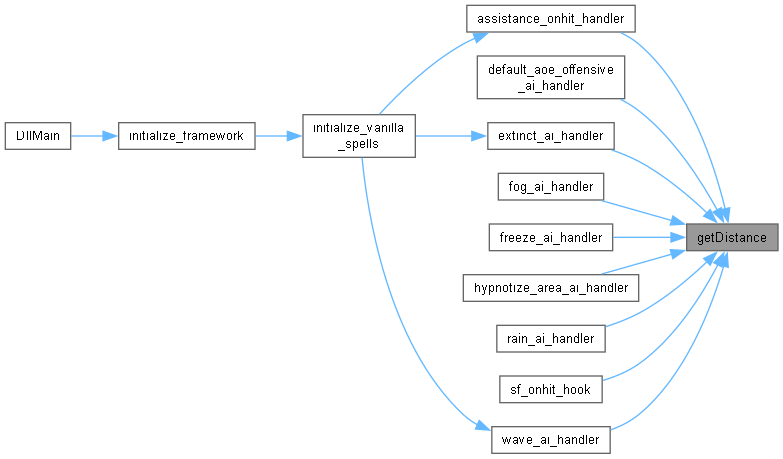 assistance_onhit_handler
default_aoe_offensive
_ai_handler
DllMain
initialize_framework
initialize_vanilla
_spells
extinct_ai_handler
fog_ai_handler
freeze_ai_handler
getDistance
hypnotize_area_ai_handler
rain_ai_handler
sf_onhit_hook
wave_ai_handler